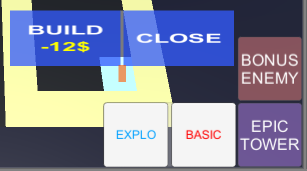 BUILD
-12$
CLOSE
BONUS
ENEMY
EXPLO
BASIC
EPIC
TOWER